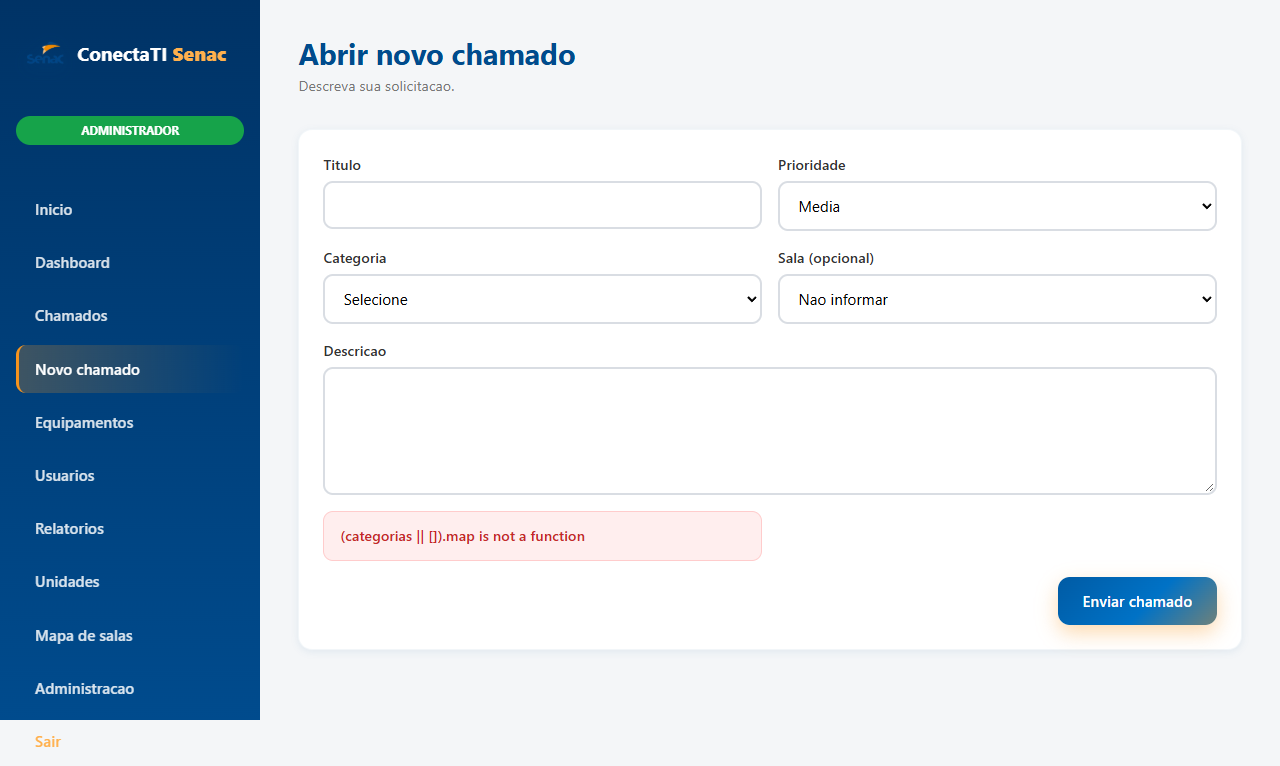 Senac ConectaTI Senac
ADMINISTRADOR
Inicio
Dashboard
Chamados
Novo chamado
Equipamentos
Usuarios
Relatorios
Unidades
Mapa de salas
Administracao
Sair
Abrir novo chamado
Descreva sua solicitacao.
Titulo
Prioridade
Media
Categoria
Sala (opcional)
Selecione
Nao informar
Descricao
(categorias || []).map is not a function
Enviar chamado